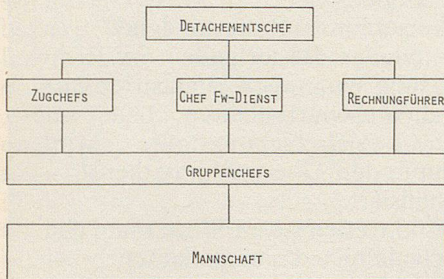 DETACHEMENTSCHEF
ZUGCHEFS
CHEF FW-DIENST
RECHNUNGFÜHRER
GRUPPENCHEFS
MANNSCHAFT